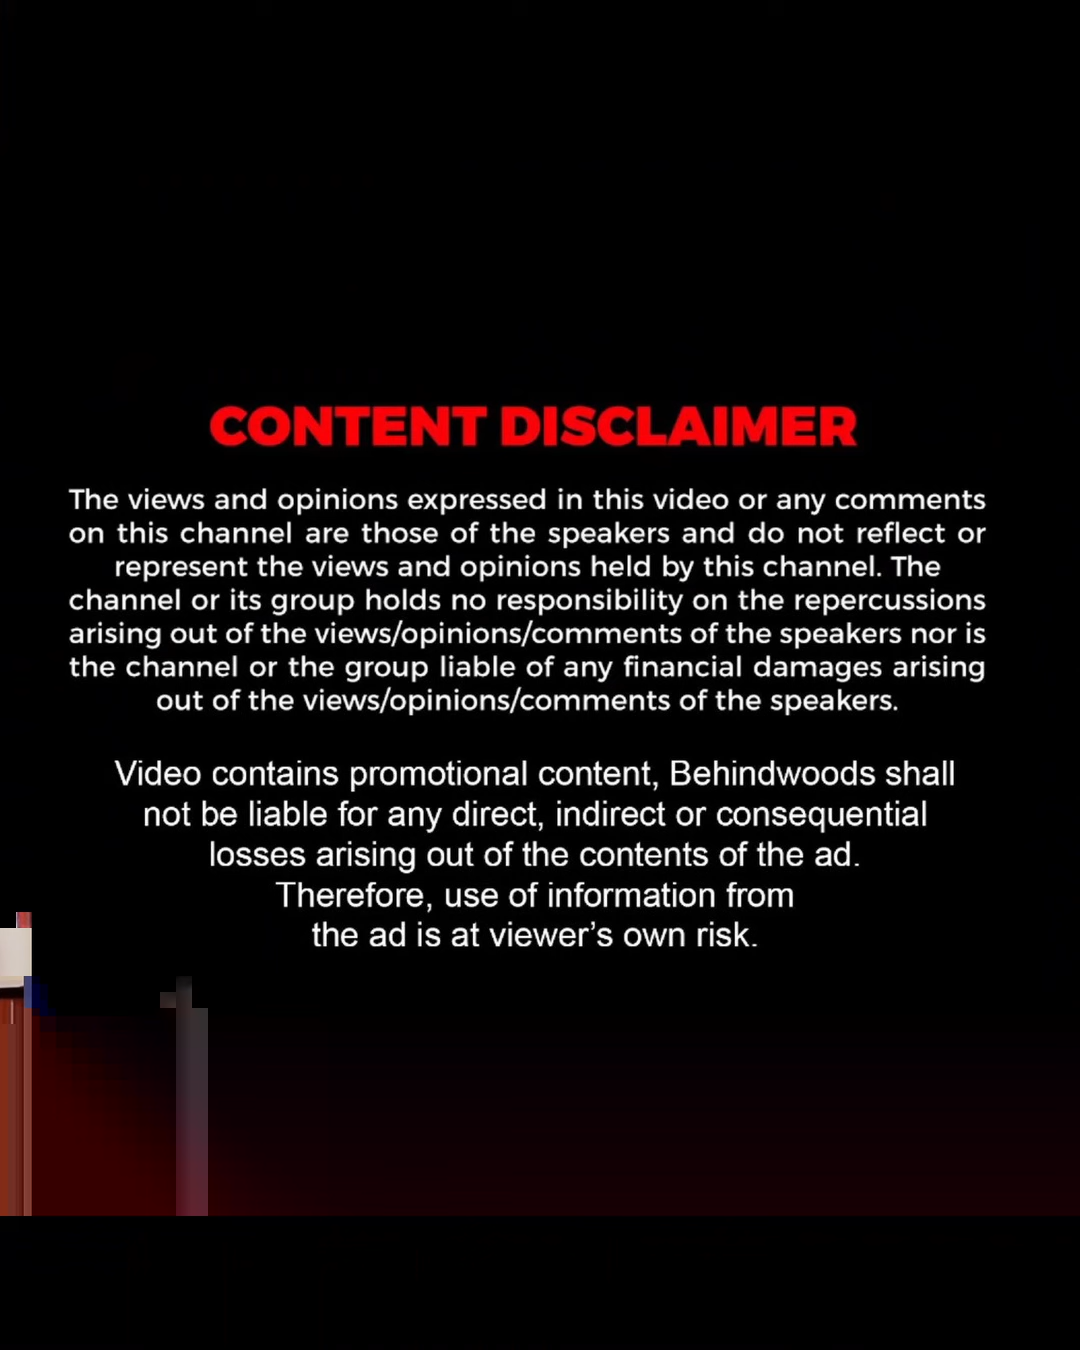 CONTENT DISCLAIMER
The views and opinions expressed in this video or any comments
on this channel are those of the speakers and do not reflect or
represent the views and opinions held by this channel. The
channel or its group holds no responsibility on the repercussions
arising out of the views/opinions/comments of the speakers nor is
the channel or the group liable of any financial damages arising
out of the views/opinions/comments of the speakers.
Video contains promotional content, Behindwoods shall
not be liable for any direct, indirect or consequential
losses arising out of the contents of the ad.
Therefore, use of information from
the ad is at viewer’s own risk.